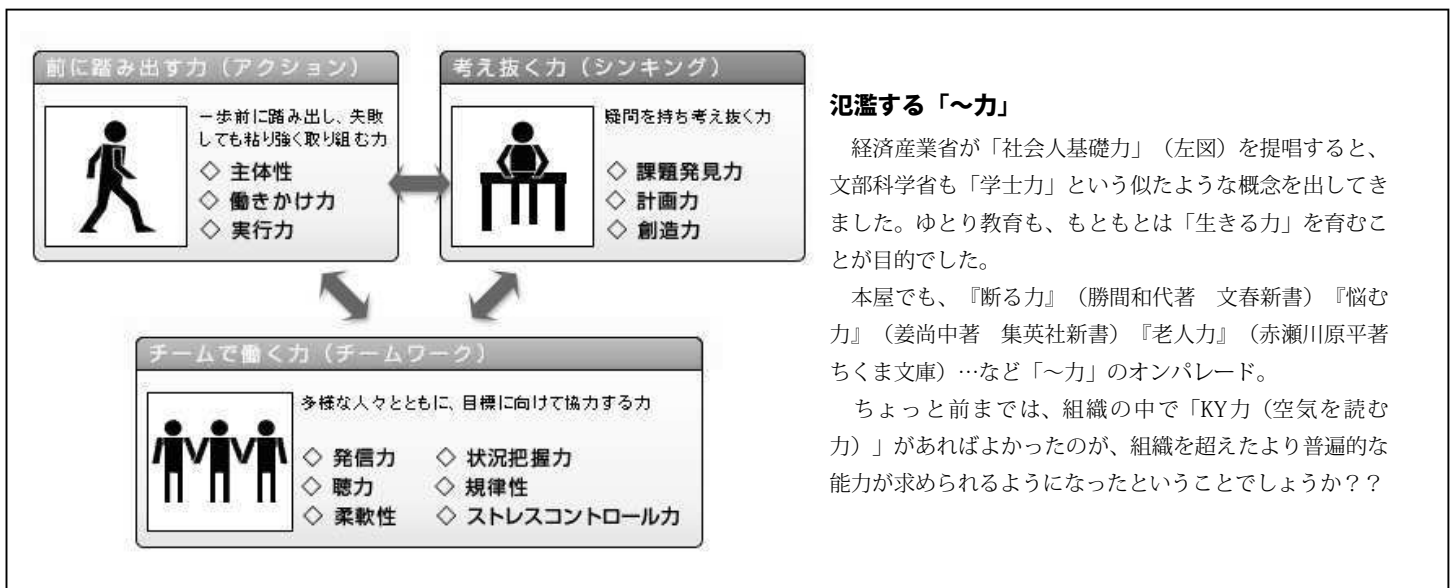 前に踏み出す力（アクション）
一歩前に踏み出し、失敗
しても粘り強く取り組む力
◇ 主体性
◇ 働きかけ力
◇ 実行力
考え抜く力（シンキング）
疑問を持ち考え抜く力
◇ 課題発見力
◇ 計画力
◇ 創造力
チームで働く力（チームワーク）
多様な人々とともに、目標に向けて協力する力
◇ 発信力 ◇ 状況把握力
◇ 聴力 ◇ 規律性
◇ 柔軟性 ◇ ストレスコントロール力
氾濫する「～力」
経済産業省が「社会人基礎力」（左図）を提唱すると、
文部科学省も「学士力」という似たような概念を出してき
ました。ゆとり教育も、もともとは「生きる力」を育むこ
とが目的でした。
本屋でも、『断る力』（勝間和代著　文春新書）『悩む
力』（姜尚中著　集英社新書）『老人力』（赤瀬川原平著
ちくま文庫）…など「～力」のオンパレード。
ちょっと前までは、組織の中で「KY力（空気を読む
力）」があればよかったのが、組織を超えたより普遍的な
能力が求められるようになったということでしょうか？？